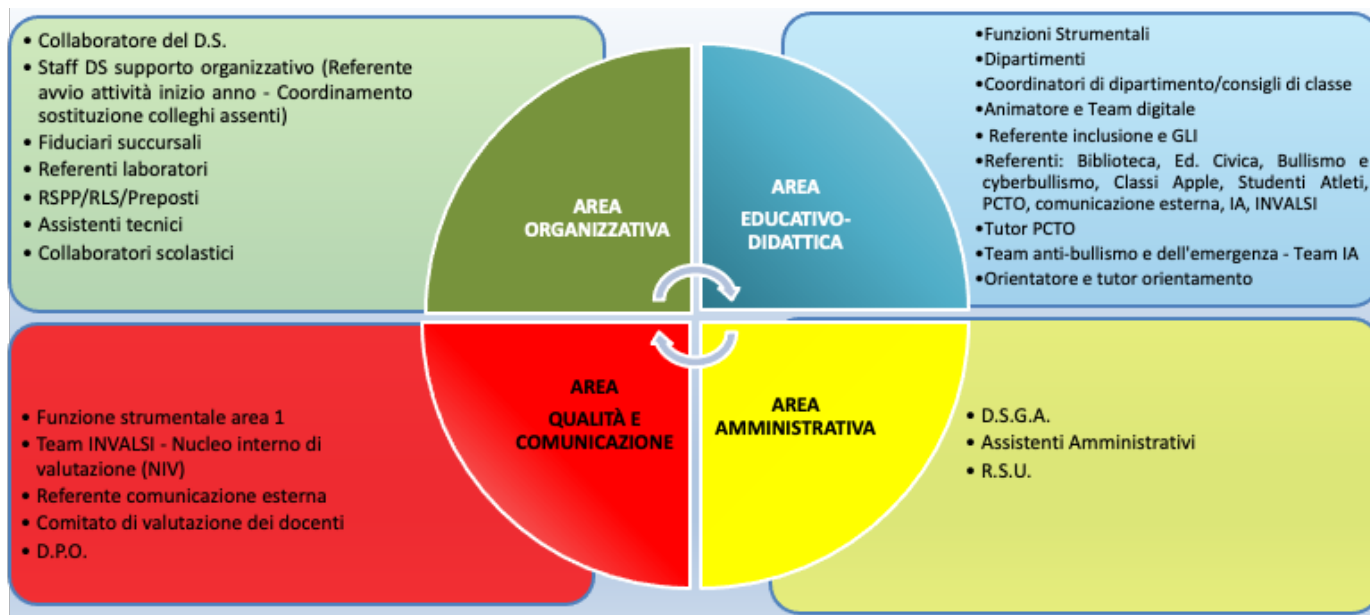 • Collaboratore del D.S.
• Staff DS supporto organizzativo (Referente
avvio attività inizio anno - Coordinamento
sostituzione colleghi assenti)
• Fiduciari succursali
• Referenti laboratori
• RSPP/RLS/Preposti
• Assistenti tecnici
• Collaboratori scolastici
AREA
ORGANIZZATIVA
AREA
EDUCATIVO-
DIDATTICA
•Funzioni Strumentali
•Dipartimenti
•Coordinatori di dipartimento/consigli di classe
•Animatore e Team digitale
• Referente inclusione e GLI
•Referenti: Biblioteca, Ed. Civica, Bullismo e
cyberbullismo, Classi Apple, Studenti Atleti,
PCTO, comunicazione esterna, IA, INVALSI
•Tutor PCTO
•Team anti-bullismo e dell'emergenza - Team IA
•Orientatore e tutor orientamento
• Funzione strumentale area 1
• Team INVALSI - Nucleo interno di
valutazione (NIV)
• Referente comunicazione esterna
• Comitato di valutazione dei docenti
• D.P.O.
AREA
QUALITÀ E
COMUNICAZIONE
AREA
AMMINISTRATIVA
• D.S.G.A.
• Assistenti Amministrativi
• R.S.U.